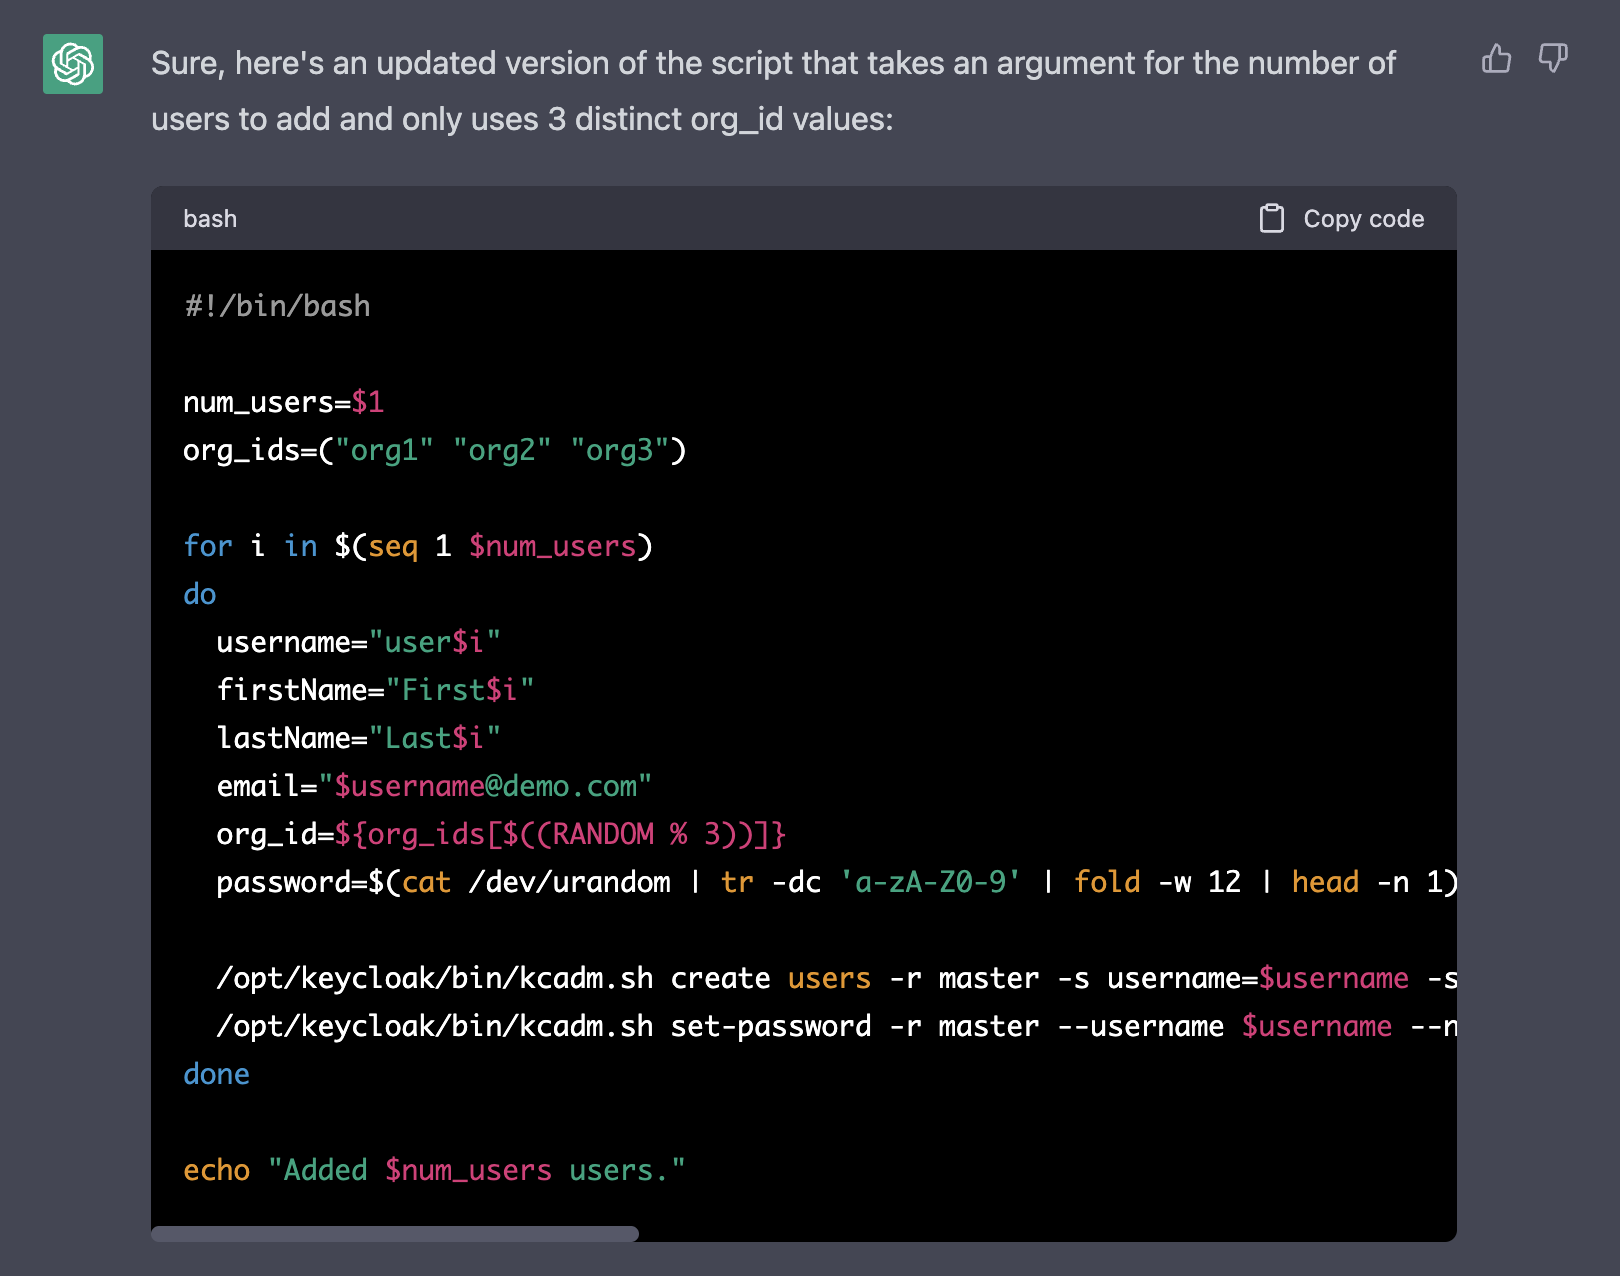 Sure, here's an updated version of the script that takes an argument for the number of
users to add and only uses 3 distinct org_id values:
bash
Copy code
#!/bin/bash
num_users=$1
org_ids=("org1" "org2" "org3")
for i in $(seq 1 $num_users)
do
  username="user$i"
  firstName="First$i"
  lastName="Last$i"
  email="$username@demo.com"
  org_id=${org_ids[$((RANDOM % 3))]}
  password=$(cat /dev/urandom | tr -dc 'a-zA-Z0-9' | fold -w 12 | head -n 1)
  /opt/keycloak/bin/kcadm.sh create users -r master -s username=$username -s
  /opt/keycloak/bin/kcadm.sh set-password -r master --username $username --n
done
echo "Added $num_users users."